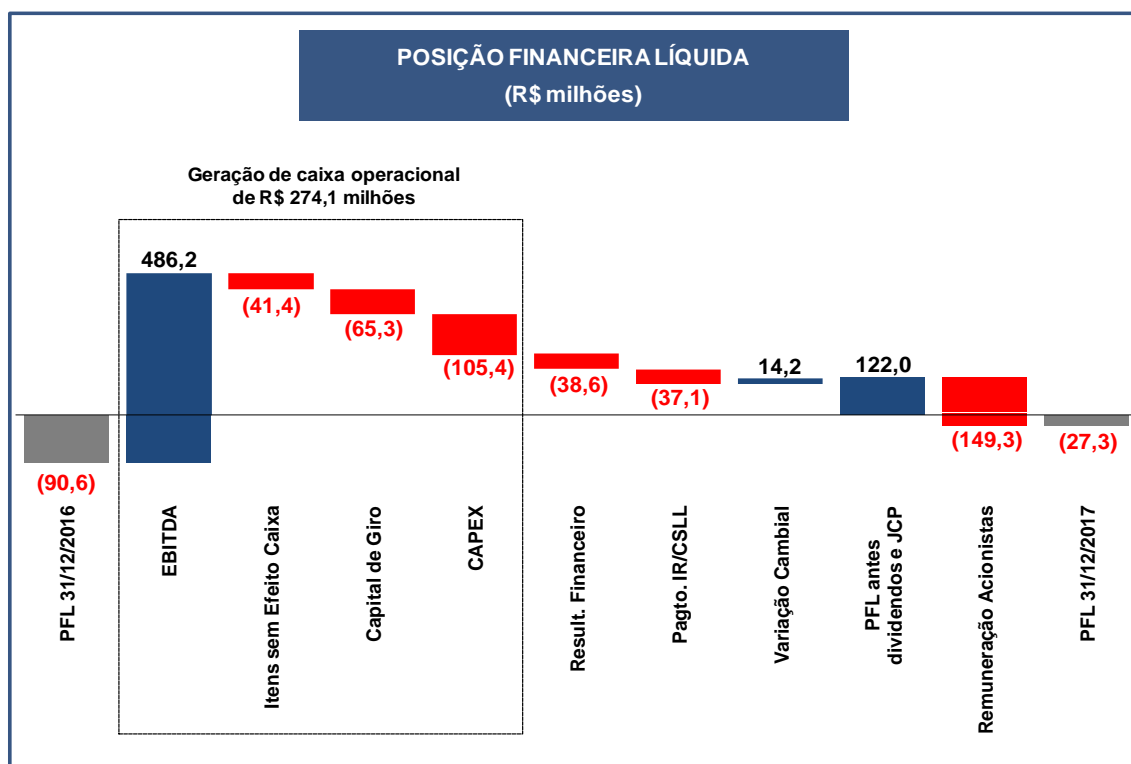 POSIÇÃO FINANCEIRA LÍQUIDA
(R$ milhões)
Geração de caixa operacional
de R$ 274,1 milhões
486,2
(41,4)
(65,3)
(105,4)
(38,6)
(37,1)
14,2
122,0
(149,3)
(27,3)
(90,6)
PFL 31/12/2016
EBITDA
Itens sem Efeito Caixa
Capital de Giro
CAPEX
Result. Financeiro
Pagto. IR/CSLL
Variação Cambial
PFL antes
dividendos e JCP
Remuneração Acionistas
PFL 31/12/2017